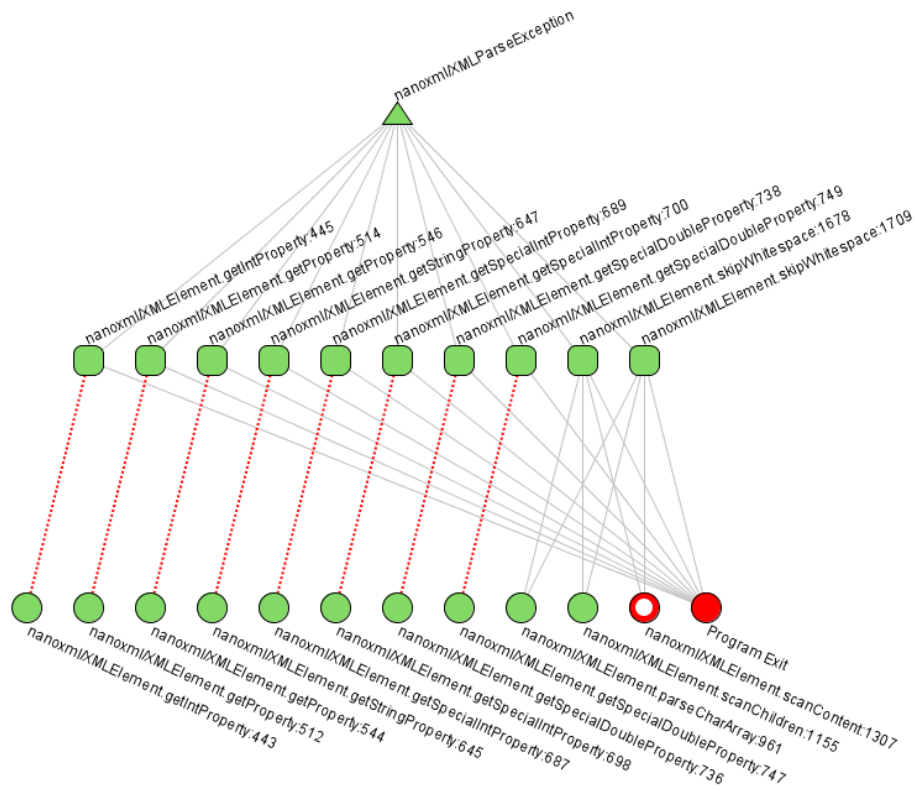 nanoxml/XMLParseException
nanoxml/XMLElement.getIntProperty:445
nanoxml/XMLElement.getProperty:514
nanoxml/XMLElement.getProperty:546
nanoxml/XMLElement.getStringProperty:647
nanoxml/XMLElement.getSpecialIntProperty:689
nanoxml/XMLElement.getSpecialIntProperty:700
nanoxml/XMLElement.getSpecialDoubleProperty:738
nanoxml/XMLElement.getSpecialDoubleProperty:749
nanoxml/XMLElement.skipWhitespace:1678
nanoxml/XMLElement.skipWhitespace:1709
nanoxml/XMLElement.getIntProperty:443
nanoxml/XMLElement.getProperty:512
nanoxml/XMLElement.getProperty:544
nanoxml/XMLElement.getStringProperty:645
nanoxml/XMLElement.getSpecialIntProperty:687
nanoxml/XMLElement.getSpecialIntProperty:698
nanoxml/XMLElement.getSpecialDoubleProperty:736
nanoxml/XMLElement.getSpecialDoubleProperty:747
nanoxml/XMLElement.parseCharArray:961
nanoxml/XMLElement.scanChildren:1155
nanoxml/XMLElement.scanContent:1307
Program Exit